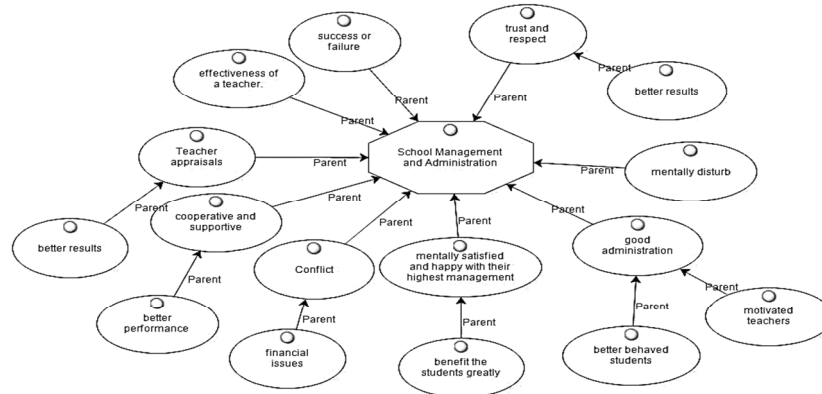 success or
failure
trust and
respect
effectiveness of
a teacher.
Parent
better results
Parent
Parent
Parent
School Management
and Administration
Teacher
appraisals
Parent
Parent
mentally disturb
Parent
Parent
cooperative and
supportive
Parent
Parent
Parent
better results
good
administration
Conflict
mentally satisfied
and happy with their
highest management
Parent
Parent
better
performance
Parent
Parent
Parent
motivated
teachers
financial
issues
benefit the
students greatly
better behaved
students